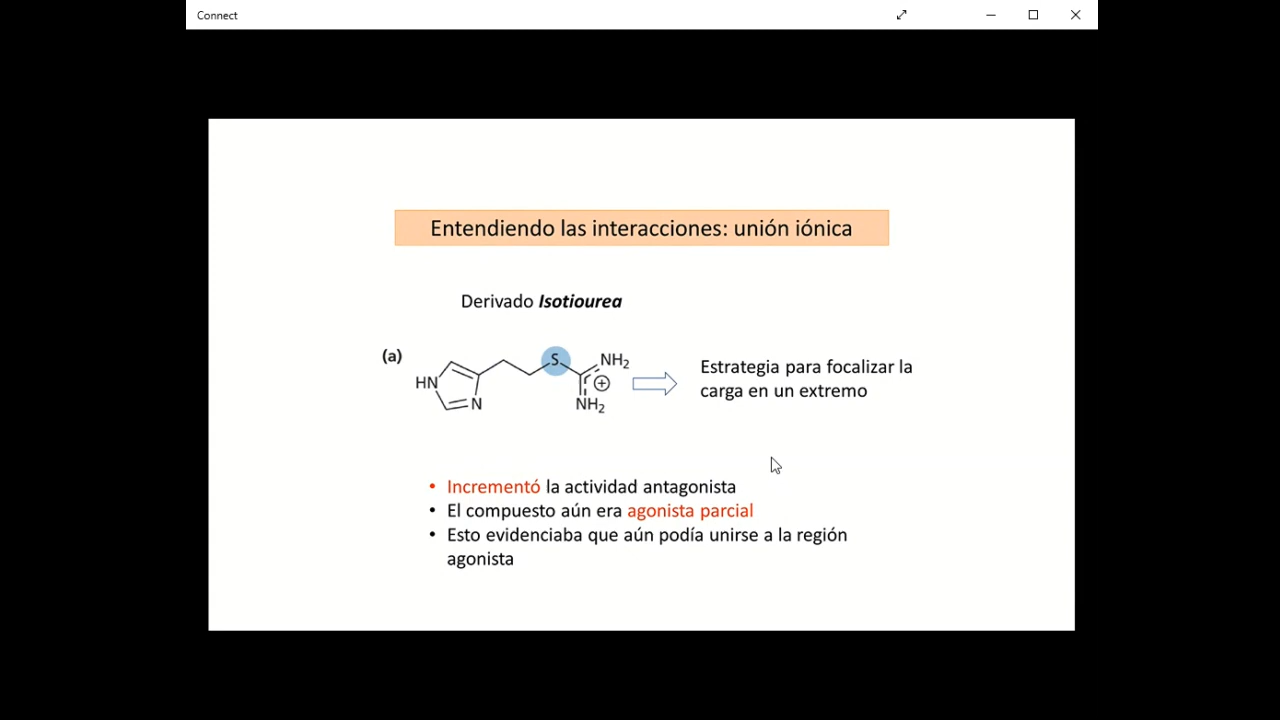 Connect
Entendiendo las interacciones: unión iónica
Derivado Isotiourea
(a)
HN
N
S
NH2
+
NH2
Estrategia para focalizar la
carga en un extremo
• Incrementó la actividad antagonista
• El compuesto aún era agonista parcial
• Esto evidenciaba que aún podía unirse a la región
agonista